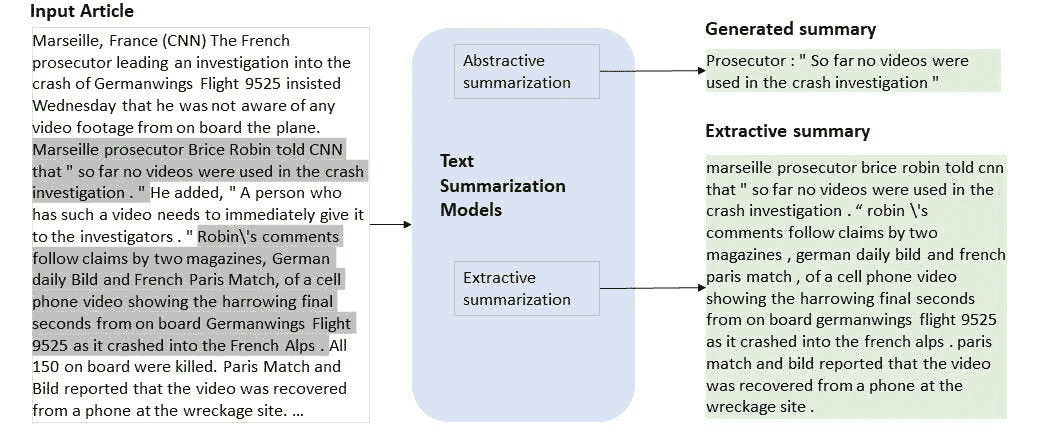 Input Article
Marseille, France (CNN) The French
prosecutor leading an investigation into the
crash of Germanwings Flight 9525 insisted
Wednesday that he was not aware of any
video footage from on board the plane.
Marseille prosecutor Brice Robin told CNN
that " so far no videos were used in the crash
investigation . " He added, " A person who
has such a video needs to immediately give it
to the investigators . " Robin\'s comments
follow claims by two magazines, German
daily Bild and French Paris Match, of a cell
phone video showing the harrowing final
seconds from on board Germanwings Flight
9525 as it crashed into the French Alps . All
150 on board were killed. Paris Match and
Bild reported that the video was recovered
from a phone at the wreckage site. ...
Abstractive
summarization
Text
Summarization
Models
Extractive
summarization
Generated summary
Prosecutor : " So far no videos were
used in the crash investigation "
Extractive summary
marseille prosecutor brice robin told cnn
that " so far no videos were used in the
crash investigation . “ robin \'s
comments follow claims by two
magazines , german daily bild and french
paris match , of a cell phone video
showing the harrowing final seconds
from on board germanwings flight 9525
as it crashed into the french alps . paris
match and bild reported that the video
was recovered from a phone at the
wreckage site .